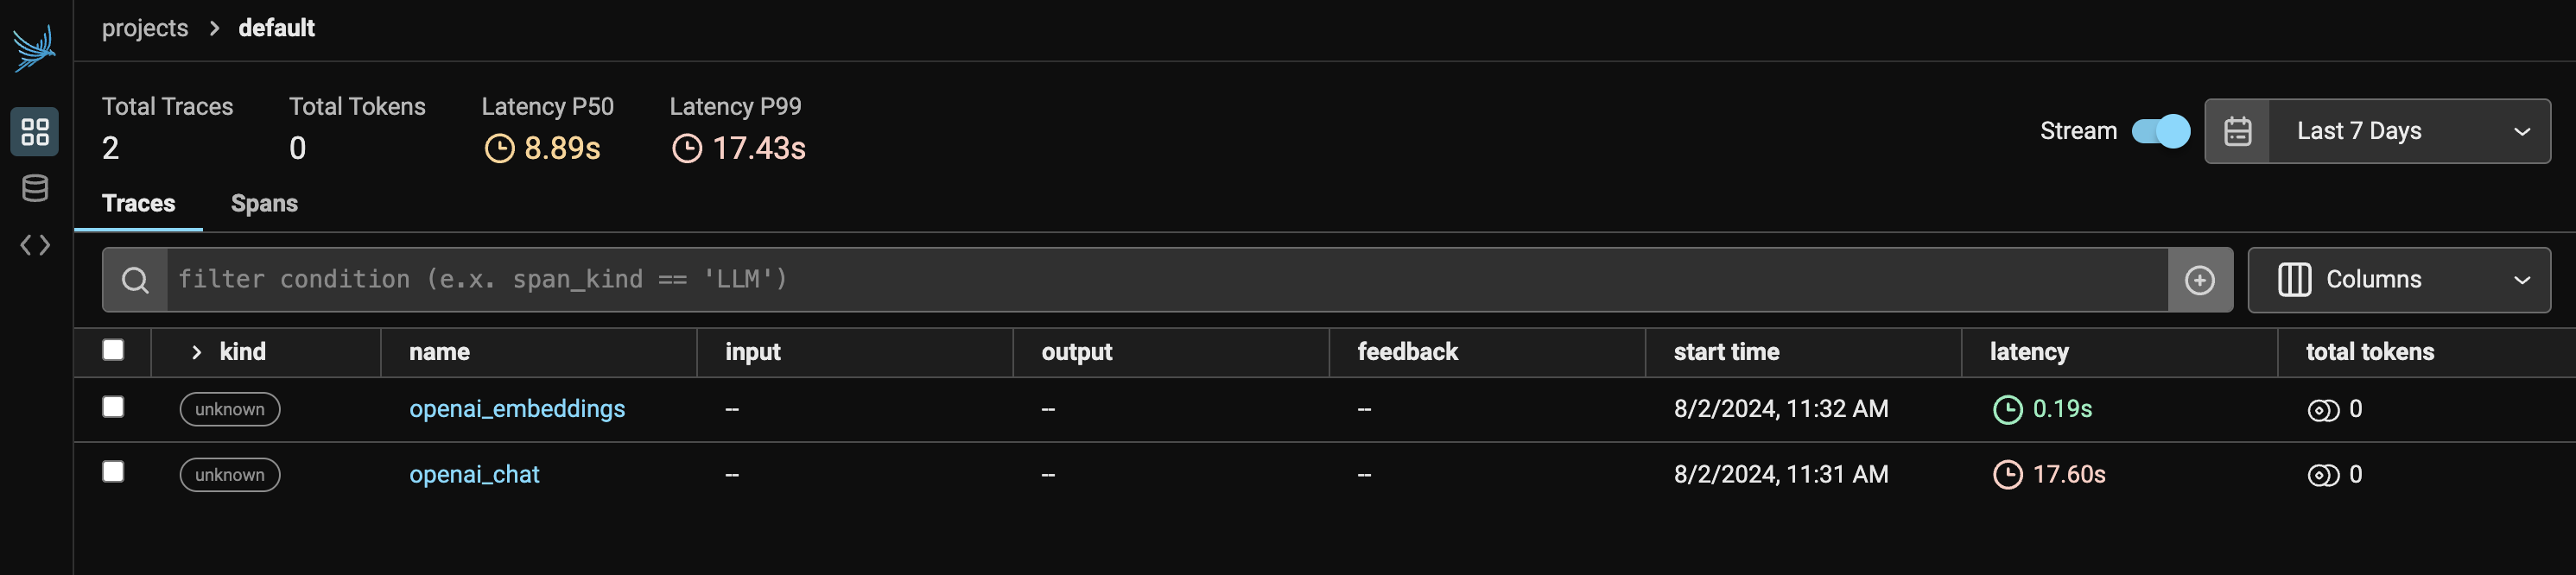 projects > default
Total Traces Total Tokens Latency P50 Latency P99
2 0 8.89s 17.43s
Stream Last 7 Days
Traces Spans
filter condition (e.x. span_kind == 'LLM')
Columns
kind name input output feedback start time latency total tokens
unknown openai_embeddings -- -- -- 8/2/2024, 11:32 AM 0.19s 0
unknown openai_chat -- -- -- 8/2/2024, 11:31 AM 17.60s 0